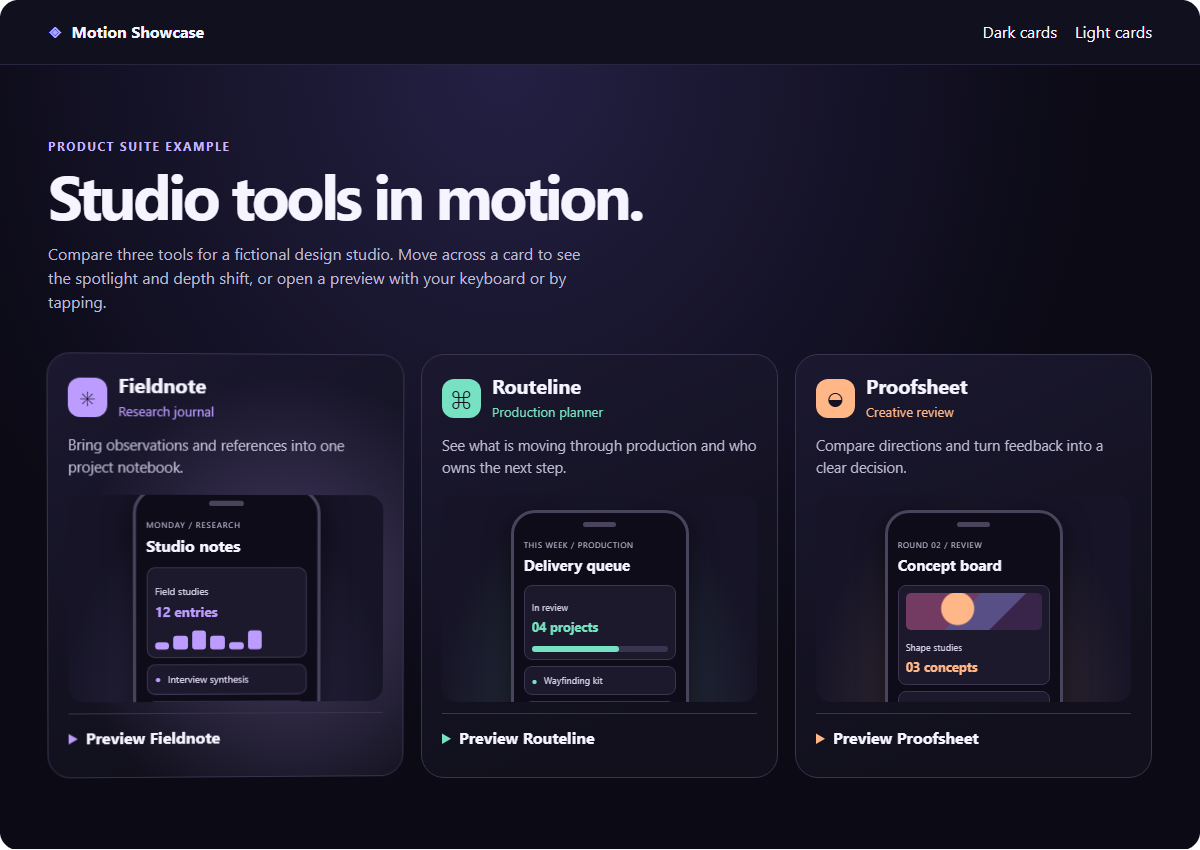 Motion Showcase
Dark cards
Light cards
PRODUCT SUITE EXAMPLE
Studio tools in motion.
Compare three tools for a fictional design studio. Move across a card to see
the spotlight and depth shift, or open a preview with your keyboard or by
tapping.
Fieldnote
Research journal
Bring observations and references into one
project notebook.
MONDAY / RESEARCH
Studio notes
Field studies
12 entries
Interview synthesis
Preview Fieldnote
Routeline
Production planner
See what is moving through production and who
owns the next step.
THIS WEEK / PRODUCTION
Delivery queue
In review
04 projects
Wayfinding kit
Preview Routeline
Proofsheet
Creative review
Compare directions and turn feedback into a
clear decision.
ROUND 02 / REVIEW
Concept board
Shape studies
03 concepts
Preview Proofsheet